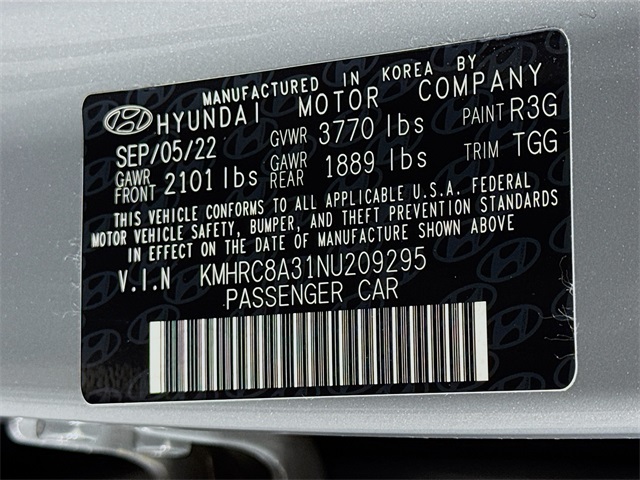 MANUFACTURED IN KOREA BY
HYUNDAI MOTOR COMPANY
SEP/05/22 GVWR 3770 lbs PAINT R3G
GAWR FRONT 2101 lbs GAWR REAR 1889 lbs TRIM TGG
THIS VEHICLE CONFORMS TO ALL APPLICABLE U.S.A. FEDERAL
MOTOR VEHICLE SAFETY, BUMPER, AND THEFT PREVENTION STANDARDS
IN EFFECT ON THE DATE OF MANUFACTURE SHOWN ABOVE.
V.I.N KMHRC8A31NU209295
PASSENGER CAR